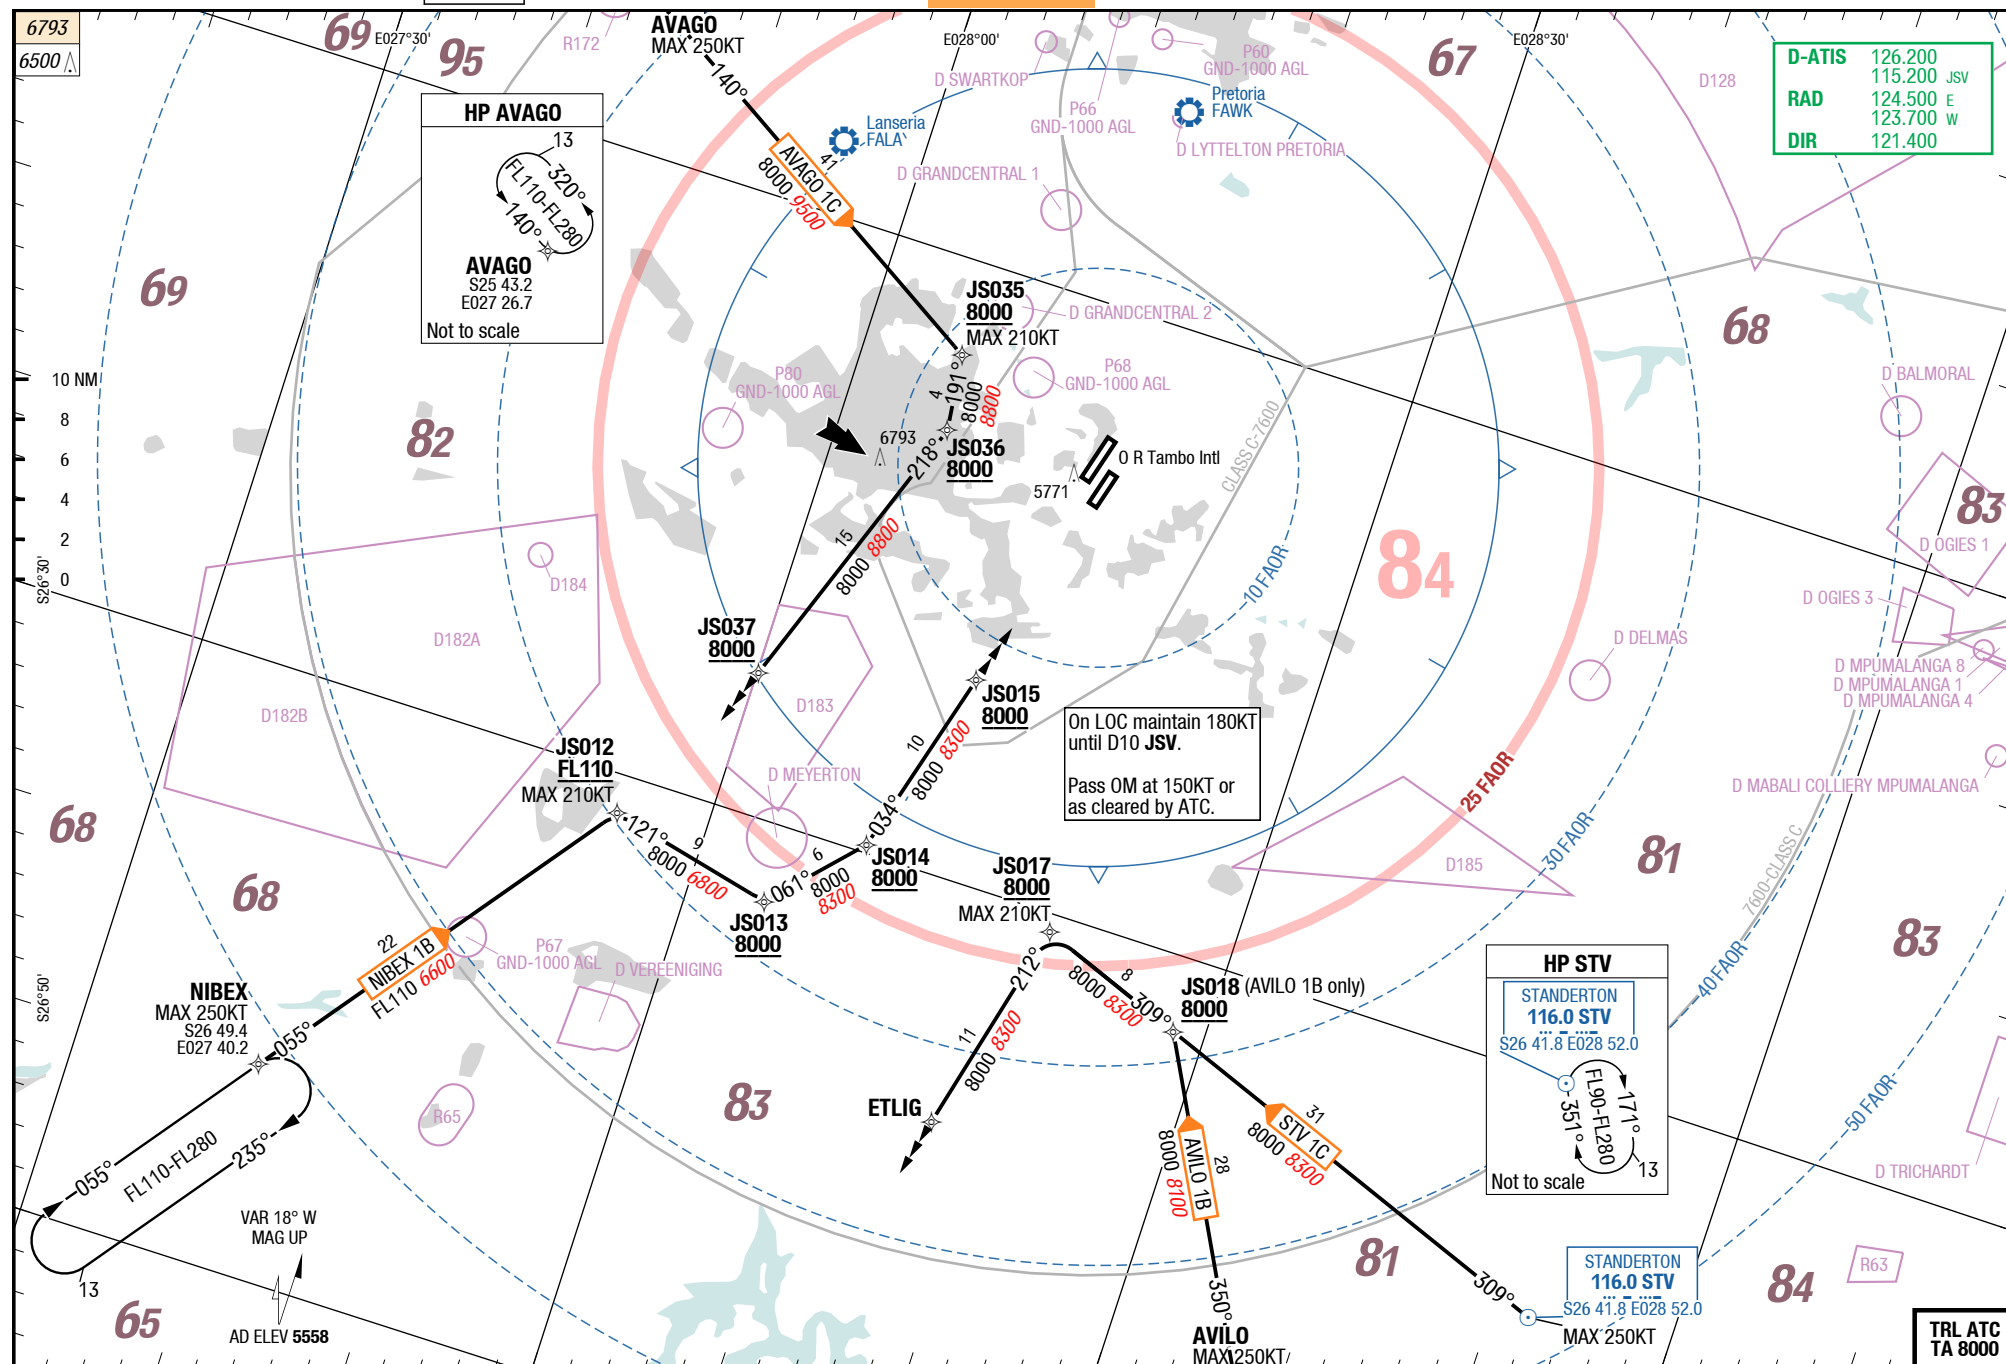 6793
6500
69
E027°30'
95
R172
AVAGO
MAX 250KT
140°
E028°00'
D SWARTKOP
P60
GND-1000 AGL
67
E028°30'
D128
D-ATIS 126.200
115.200 JSV
RAD 124.500 E
123.700 W
DIR 121.400
HP AVAGO
13
320°
FL110-FL280
140°
AVAGO
S25 43.2
E027 26.7
Not to scale
Lanseria
FALA
P66
GND-1000 AGL
Pretoria
FAWK
D LYTTELTON PRETORIA
D GRANDCENTRAL 1
41
AVAGO 1C
8000 9500
69
JS035
8000
MAX 210KT
D GRANDCENTRAL 2
68
10 NM
8
6
4
2
0
S26°30'
P80
GND-1000 AGL
P68
GND-1000 AGL
191°
4
8000
8800
D BALMORAL
82
6793
JS036
8000
218°
O R Tambo Intl
5771
CLASS C-7600
83
D OGIES 1
15
8000 8800
84
10 FAOR
D184
D182A
D182B
D OGIES 3
JS037
8000
D183
D DELMAS
D MPUMALANGA 8
D MPUMALANGA 1
D MPUMALANGA 4
JS015
8000
10
8000 8300
034°
On LOC maintain 180KT
until D10 JSV.
Pass OM at 150KT or
as cleared by ATC.
JS012
FL110
MAX 210KT
D MEYERTON
25 FAOR
D MABALI COLLIERY MPUMALANGA
68
121°
9
8000 6800
6
061°
8000
8300
JS014
8000
JS013
8000
JS017
8000
MAX 210KT
30 FAOR
D185
81
7600-CLASS C
68
22
NIBEX 1B
FL110 6600
P67
GND-1000 AGL
D VEREENIGING
212°
8
8000 8300
309°
JS018 (AVILO 1B only)
8000
83
40 FAOR
HP STV
STANDERTON
116.0 STV
S26 41.8 E028 52.0
FL90-FL280
171°
351°
13
Not to scale
S26°50'
NIBEX
MAX 250KT
S26 49.4
E027 40.2
055°
11
8000 8300
ETLIG
83
R65
50 FAOR
D TRICHARDT
055°
FL110-FL280
235°
13
28
AVILO 1B
8000 8100
31
STV 1C
8000 8300
VAR 18° W
MAG UP
AD ELEV 5558
65
81
350°
AVILO
MAX 250KT
309°
STANDERTON
116.0 STV
S26 41.8 E028 52.0
MAX 250KT
84
R63
TRL ATC
TA 8000